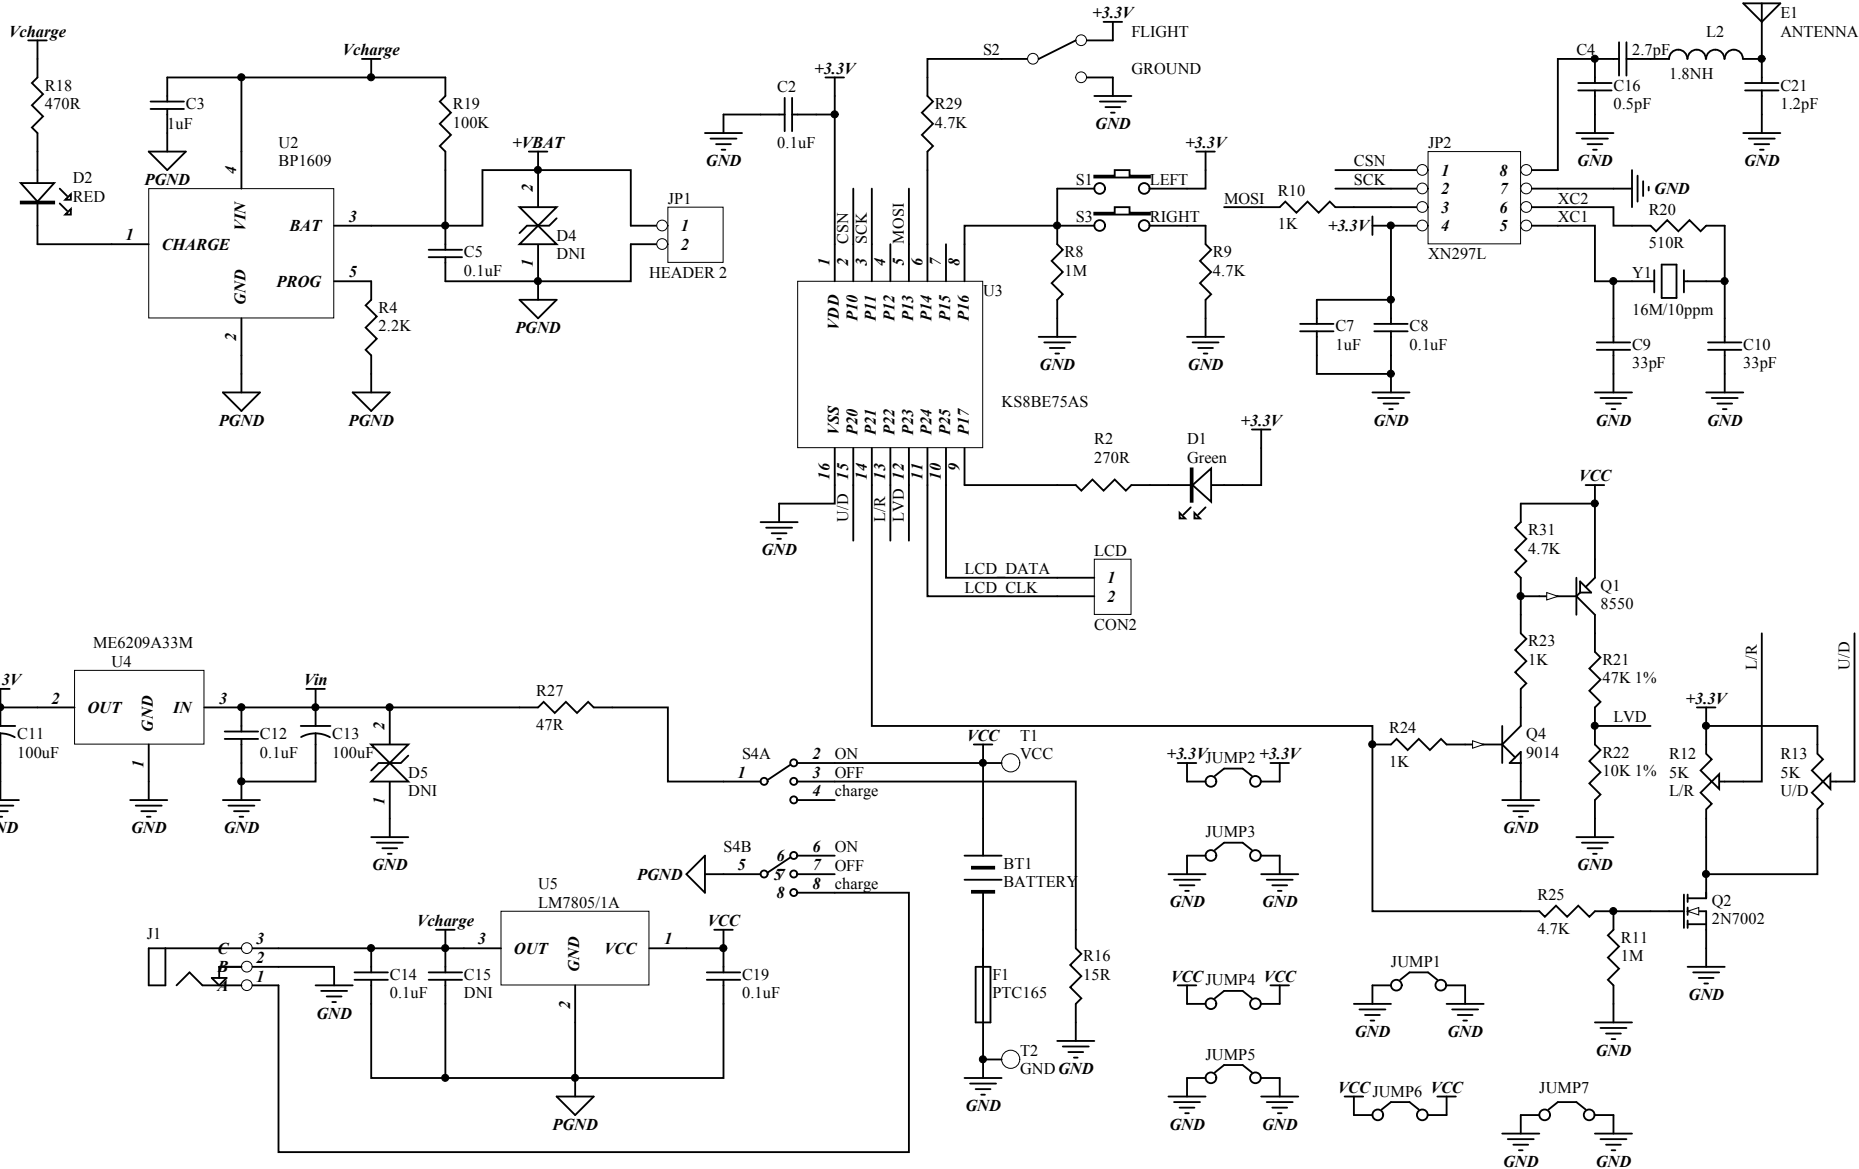 Vcharge
R18
470R
D2
RED
C3
1uF
PGND
Vcharge
R19
100K
U2
BP1609
4
VIN
BAT
3
1
CHARGE
GND
PROG
5
2
PGND
R4
2.2K
PGND
C5
0.1uF
+VBAT
2
D4
DNI
1
PGND
JP1
1
2
HEADER 2
+3.3V
C2
0.1uF
GND
R29
4.7K
S2
+3.3V
FLIGHT
GROUND
GND
S1
LEFT
+3.3V
S3
RIGHT
R8
1M
GND
R9
4.7K
GND
CSN
SCK
MOSI
1
2
3
4
5
6
7
8
U3
VDD
P10
P11
P12
P13
P14
P15
P16
KS8BE75AS
VSS
P20
P21
P22
P23
P24
P25
P17
16
15
14
13
12
11
10
9
GND
U/D
L/R
LVD
R2
270R
D1
Green
+3.3V
LCD_DATA
LCD_CLK
LCD
1
2
CON2
E1
ANTENNA
C4
2.7pF
L2
1.8NH
C16
0.5pF
GND
C21
1.2pF
GND
JP2
CSN
SCK
MOSI
R10
1K
+3.3V
1
2
3
4
8
7
6
5
XN297L
GND
XC2
XC1
R20
510R
Y1
16M/10ppm
C7
1uF
C8
0.1uF
GND
C9
33pF
GND
C10
33pF
GND
ME6209A33M
U4
3V
2
OUT
GND
IN
3
1
GND
C11
100uF
ND
C12
0.1uF
GND
Vin
C13
100uF
2
D5
DNI
1
GND
R27
47R
S4A
1
2
ON
3
OFF
4
charge
VCC
T1
VCC
S4B
PGND
5
6
5
7
8
6
ON
7
OFF
8
charge
BT1
BATTERY
F1
PTC165
T2
GND
GND
R16
15R
GND
J1
C
3
B
2
A
1
GND
Vcharge
C14
0.1uF
C15
DNI
U5
LM7805/1A
3
OUT
GND
VCC
1
2
PGND
VCC
C19
0.1uF
+3.3V
JUMP2
+3.3V
JUMP3
GND
GND
VCC
JUMP4
VCC
JUMP5
GND
GND
JUMP1
GND
GND
VCC
JUMP6
VCC
JUMP7
GND
GND
VCC
R31
4.7K
Q1
8550
R23
1K
R21
47K 1%
LVD
R24
1K
Q4
9014
GND
R22
10K 1%
GND
+3.3V
R12
5K
L/R
L/R
R13
5K
U/D
U/D
R25
4.7K
R11
1M
GND
Q2
2N7002
GND